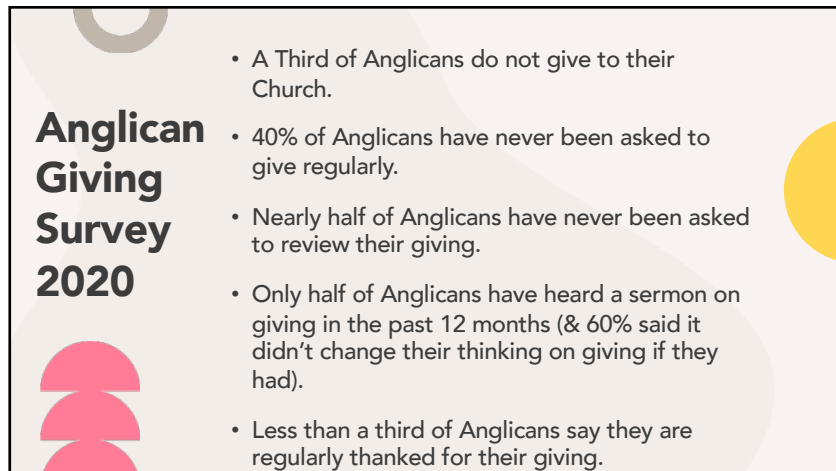 Anglican
Giving
Survey
2020
• A Third of Anglicans do not give to their
Church.
• 40% of Anglicans have never been asked to
give regularly.
• Nearly half of Anglicans have never been asked
to review their giving.
• Only half of Anglicans have heard a sermon on
giving in the past 12 months (& 60% said it
didn’t change their thinking on giving if they
had).
• Less than a third of Anglicans say they are
regularly thanked for their giving.